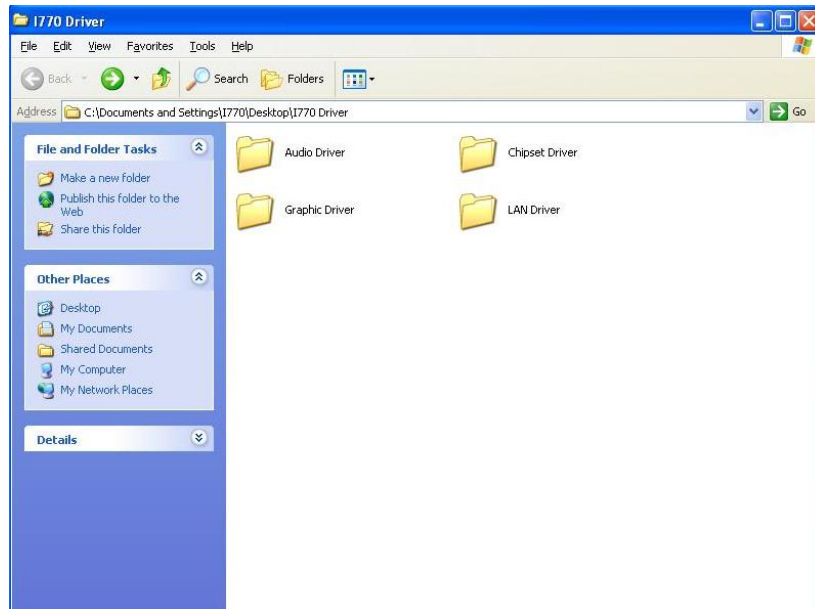 I770 Driver
File Edit View Favorites Tools Help
Back Search Folders
Address C:\Documents and Settings\I770\Desktop\I770 Driver Go
File and Folder Tasks
Make a new folder
Publish this folder to the
Web
Share this folder
Other Places
Desktop
My Documents
Shared Documents
My Computer
My Network Places
Details
Audio Driver
Chipset Driver
Graphic Driver
LAN Driver